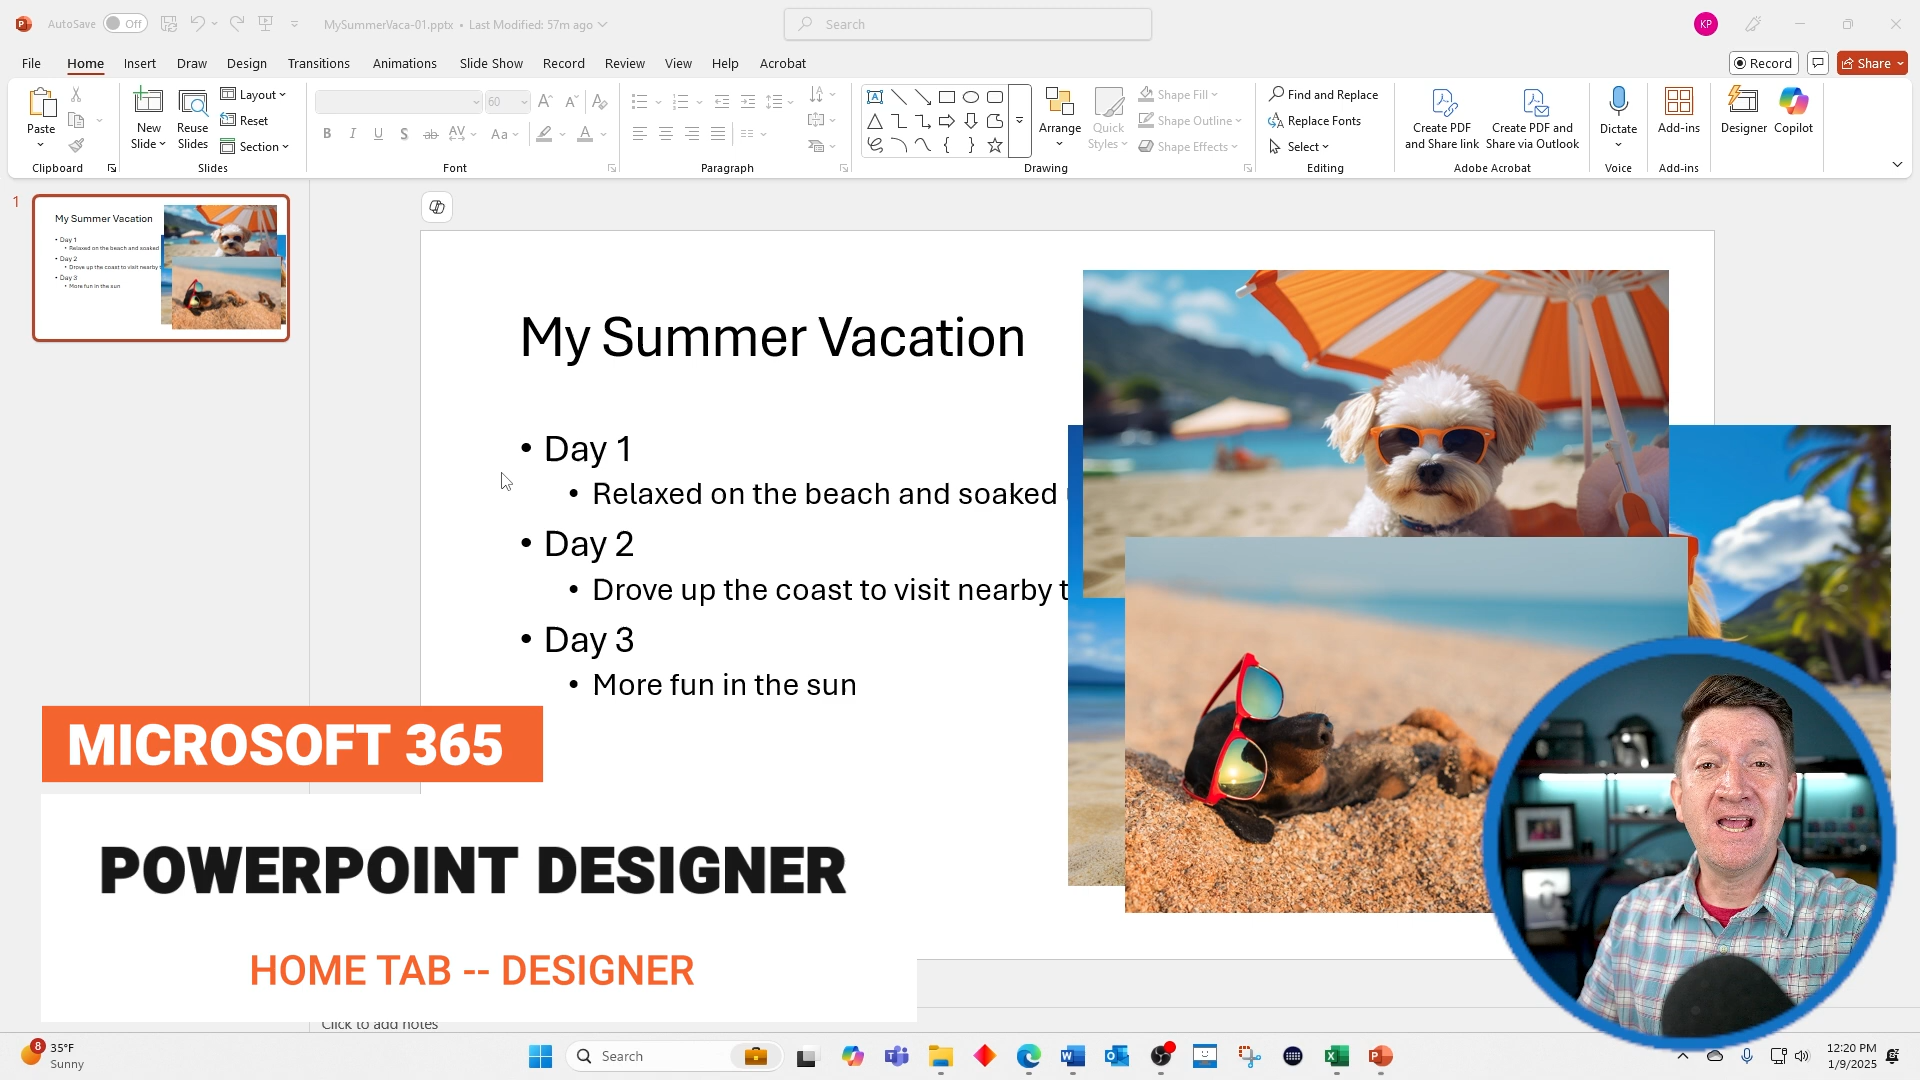 AutoSave Off MySummerVaca-01.pptx • Last Modified: 57m ago Search KP
File Home Insert Draw Design Transitions Animations Slide Show Record Review View Help Acrobat Record Share
Paste
New Slide
Reuse Slides
Layout
Reset
Section
60
B I U S ab AV Aa A
Arrange
Quick Styles
Shape Fill
Shape Outline
Shape Effects
Find and Replace
Replace Fonts
Select
Create PDF and Share link
Create PDF and Share via Outlook
Dictate
Add-ins
Designer
Copilot
Clipboard Slides Font Paragraph Drawing Editing Adobe Acrobat Voice Add-ins
1
My Summer Vacation
• Day 1
• Relaxed on the beach and soaked
• Day 2
• Drove up the coast to visit nearby t
• Day 3
• More fun in the sun
My Summer Vacation
• Day 1
• Relaxed on the beach and soaked
• Day 2
• Drove up the coast to visit nearby t
• Day 3
• More fun in the sun
MICROSOFT 365
POWERPOINT DESIGNER
HOME TAB -- DESIGNER
Click to add notes
8
35°F
Sunny
Search
12:20 PM
1/9/2025